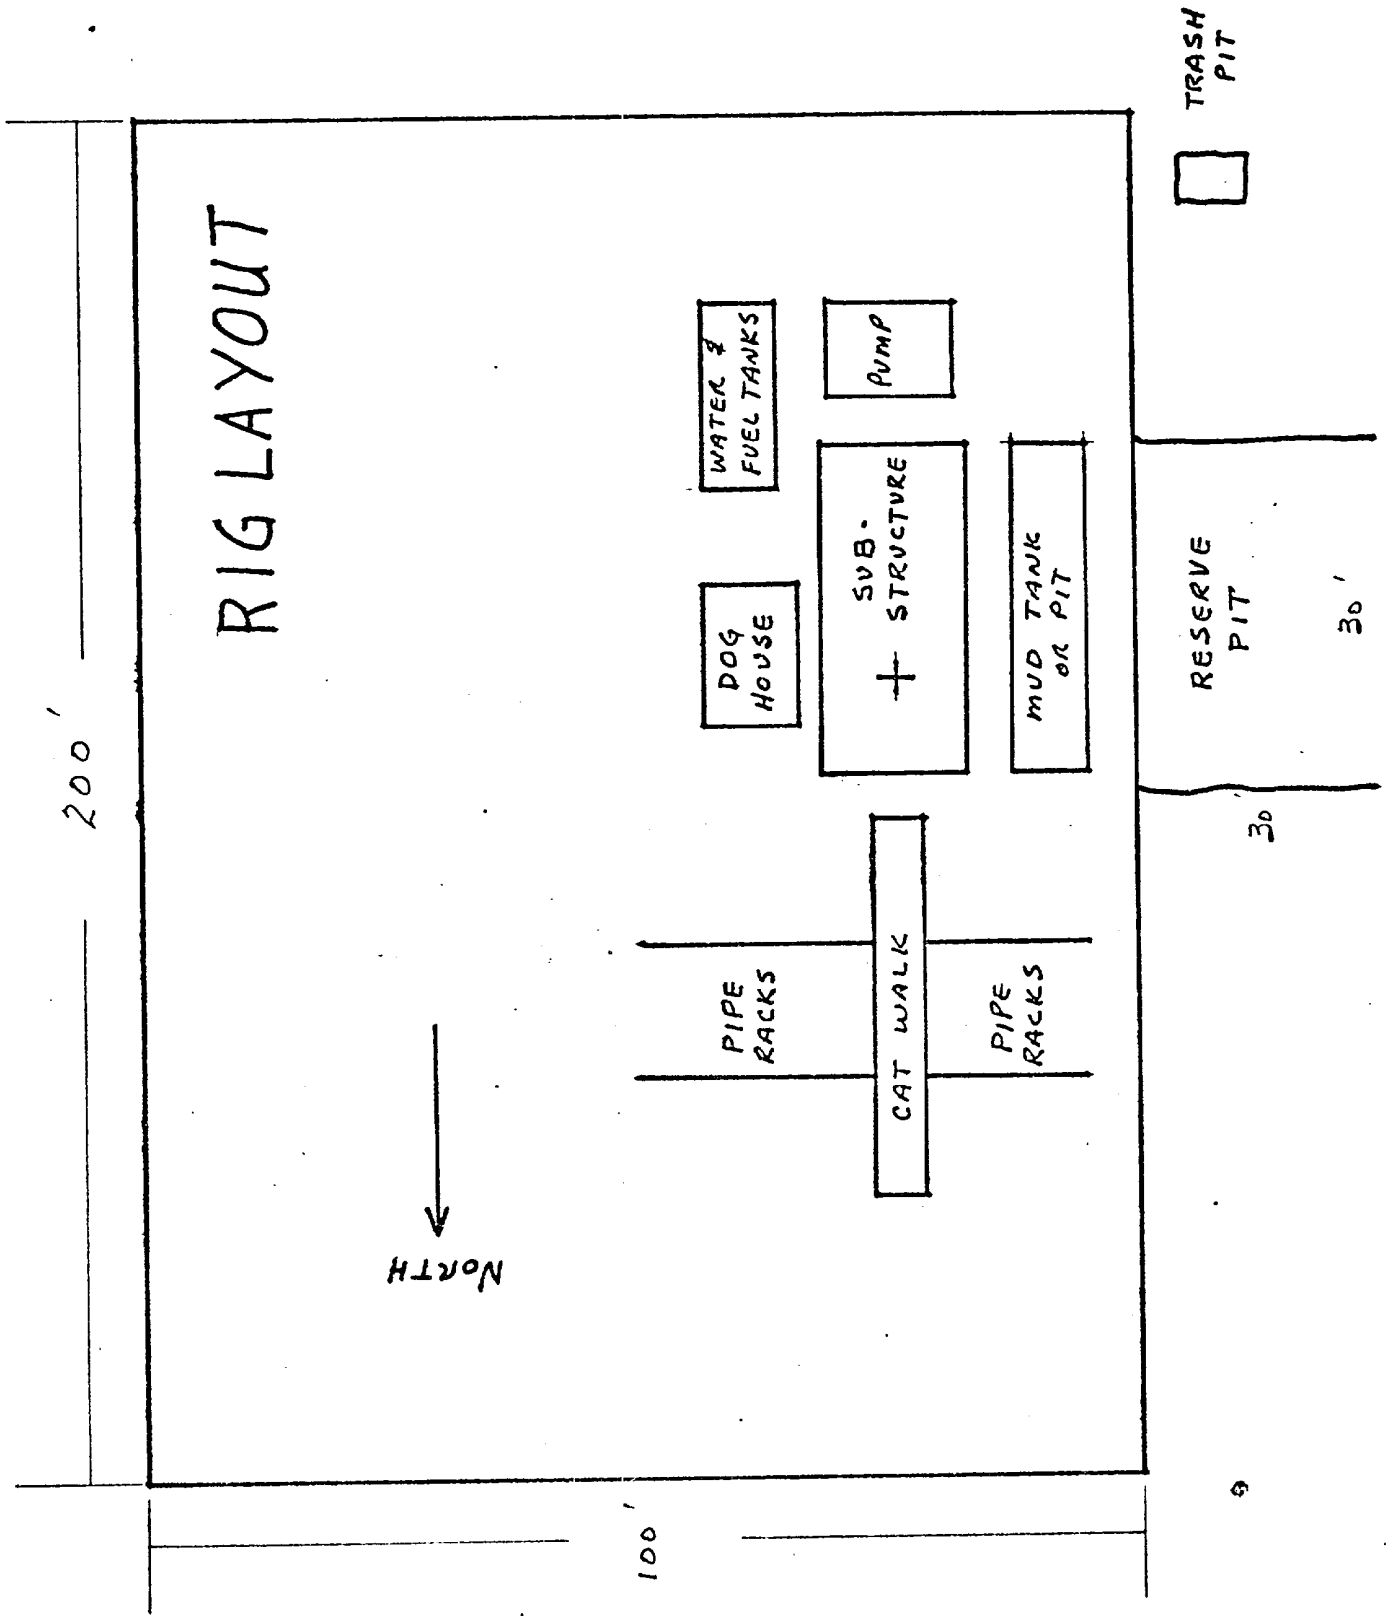 200'
RIG LAYOUT
NORTH
WATER &
FUEL TANKS
PUMP
DOG
HOUSE
SUB-
STRUCTURE
MUD TANK
OR PIT
PIPE
RACKS
CAT WALK
PIPE
RACKS
100'
RESERVE
PIT
30'
30'
TRASH
PIT